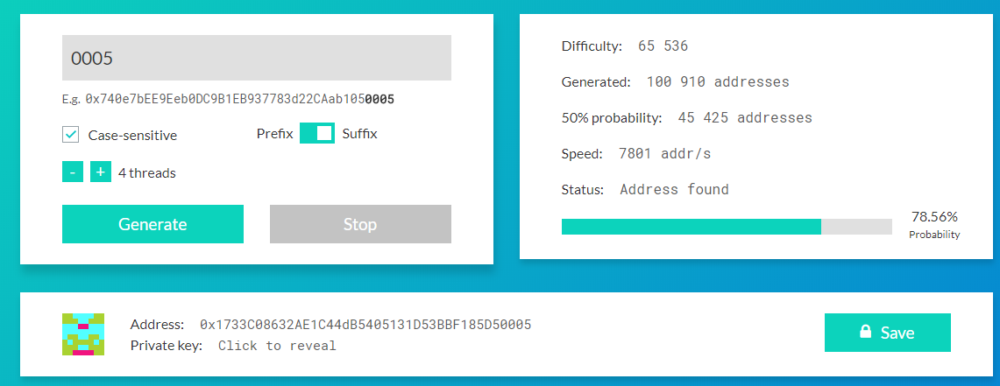 0005
E.g. 0x740e7bEE9Eeb0DC9B1EB937783d22CAab1050005
Case-sensitive
Prefix Suffix
- + 4 threads
Generate Stop
Difficulty: 65 536
Generated: 100 910 addresses
50% probability: 45 425 addresses
Speed: 7801 addr/s
Status: Address found
78.56%
Probability
Address: 0x1733C08632AE1C44dB5405131D53BBF185D50005
Private key: Click to reveal
Save